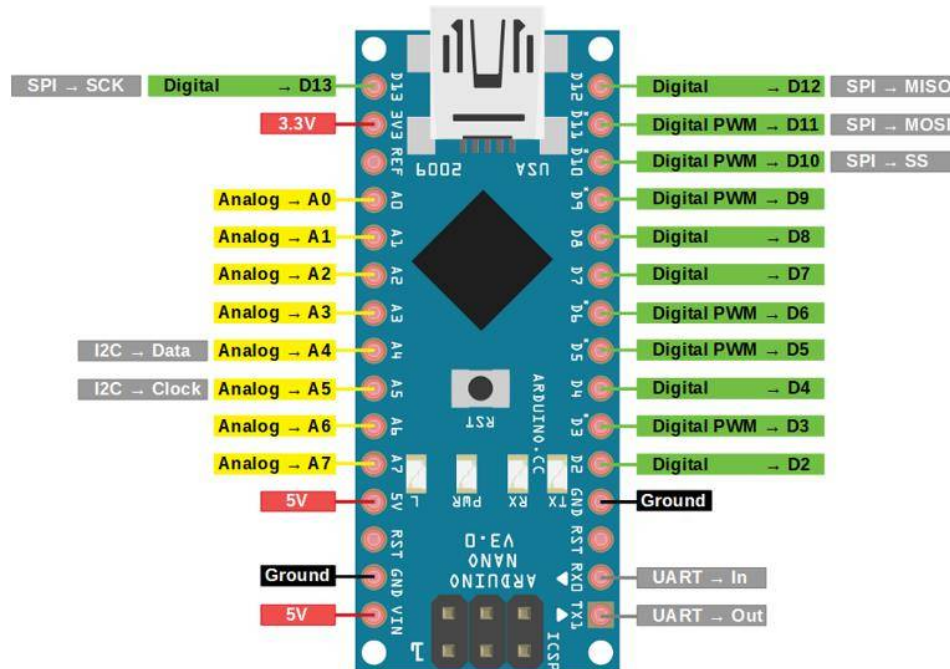 SPI → SCK
Digital → D13
3.3V
Analog → A0
Analog → A1
Analog → A2
Analog → A3
I2C → Data
Analog → A4
I2C → Clock
Analog → A5
Analog → A6
Analog → A7
5V
Ground
5V
D13
3V3
REF
A0
A1
A2
A3
A4
A5
A6
A7
5V
RST
GND
VIN
USA
2009
RST
ARDUINO.CC
TX
RX
PWR
L
ARDUINO
NANO
V3.0
ICSP
1
D12
D11
D10
D9
D8
D7
D6
D5
D4
D3
D2
GND
RST
RX0
TX1
Digital → D12
SPI → MISO
Digital PWM → D11
SPI → MOSI
Digital PWM → D10
SPI → SS
Digital PWM → D9
Digital → D8
Digital → D7
Digital PWM → D6
Digital PWM → D5
Digital → D4
Digital PWM → D3
Digital → D2
Ground
UART → In
UART → Out